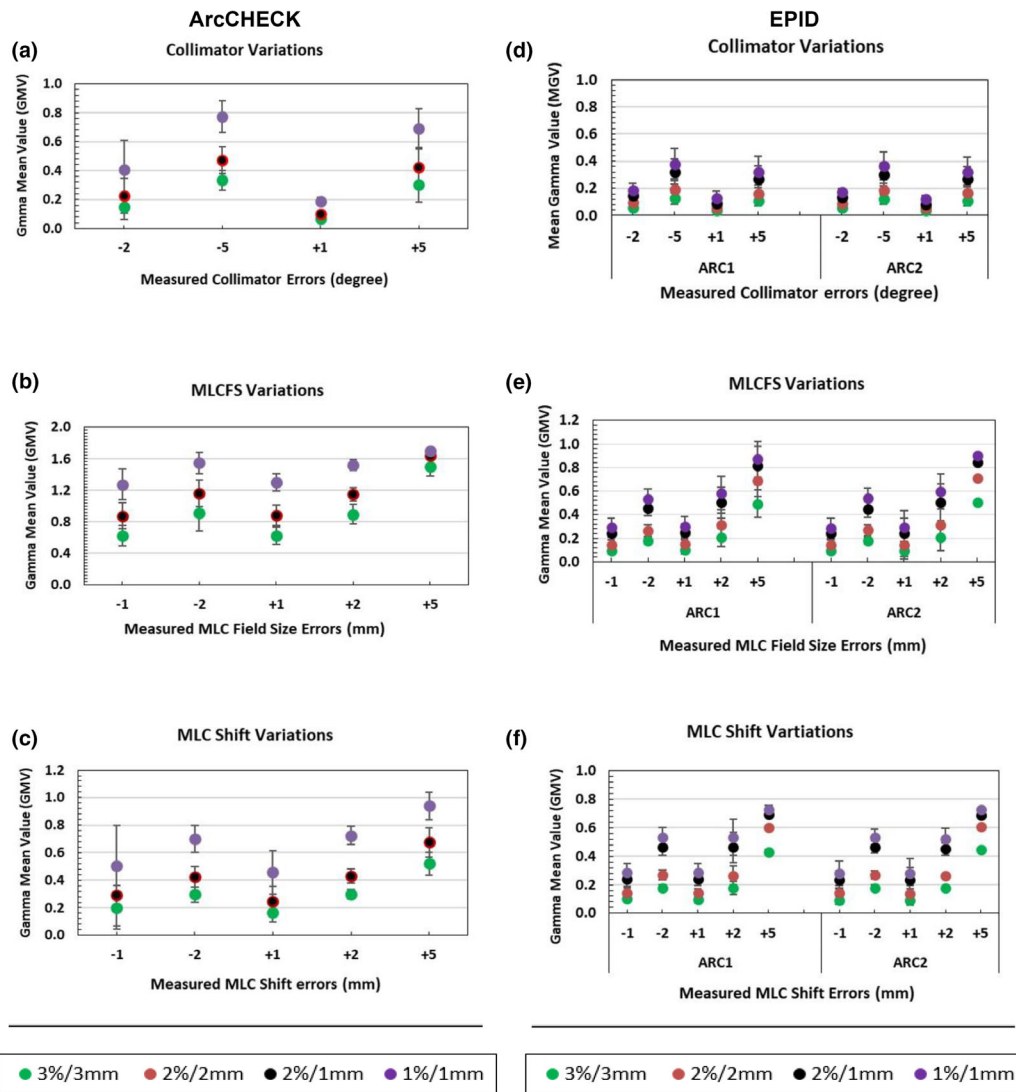 ArcCHECK
(a)
Collimator Variations
Gmma Mean Value (GMV)
1.0
0.8
0.6
0.4
0.2
0.0
-2 -5 +1 +5
Measured Collimator Errors (degree)
(b)
MLCFS Variations
Gamma Mean Value (GMV)
2.0
1.6
1.2
0.8
0.4
0.0
-1 -2 +1 +2 +5
Measured MLC Field Size Errors (mm)
(c)
MLC Shift Variations
Gamma Mean Value (GMV)
1.2
1.0
0.8
0.6
0.4
0.2
0.0
-1 -2 +1 +2 +5
Measured MLC Shift errors (mm)
3%/3mm 2%/2mm 2%/1mm 1%/1mm
EPID
(d)
Collimator Variations
Mean Gamma Value (MGV)
1.0
0.8
0.6
0.4
0.2
0.0
-2 -5 +1 +5 -2 -5 +1 +5
ARC1 ARC2
Measured Collimator errors (degree)
(e)
MLCFS Variations
Gamma Mean Value (GMV)
1.2
1.0
0.8
0.6
0.4
0.2
0.0
-1 -2 +1 +2 +5 -1 -2 +1 +2 +5
ARC1 ARC2
Measured MLC Field Size Errors (mm)
(f)
MLC Shift Vartiations
Gamma Mean Value (GMV)
1.0
0.8
0.6
0.4
0.2
0.0
-1 -2 +1 +2 +5 -1 -2 +1 +2 +5
ARC1 ARC2
Measured MLC Shift Errors (mm)
3%/3mm 2%/2mm 2%/1mm 1%/1mm